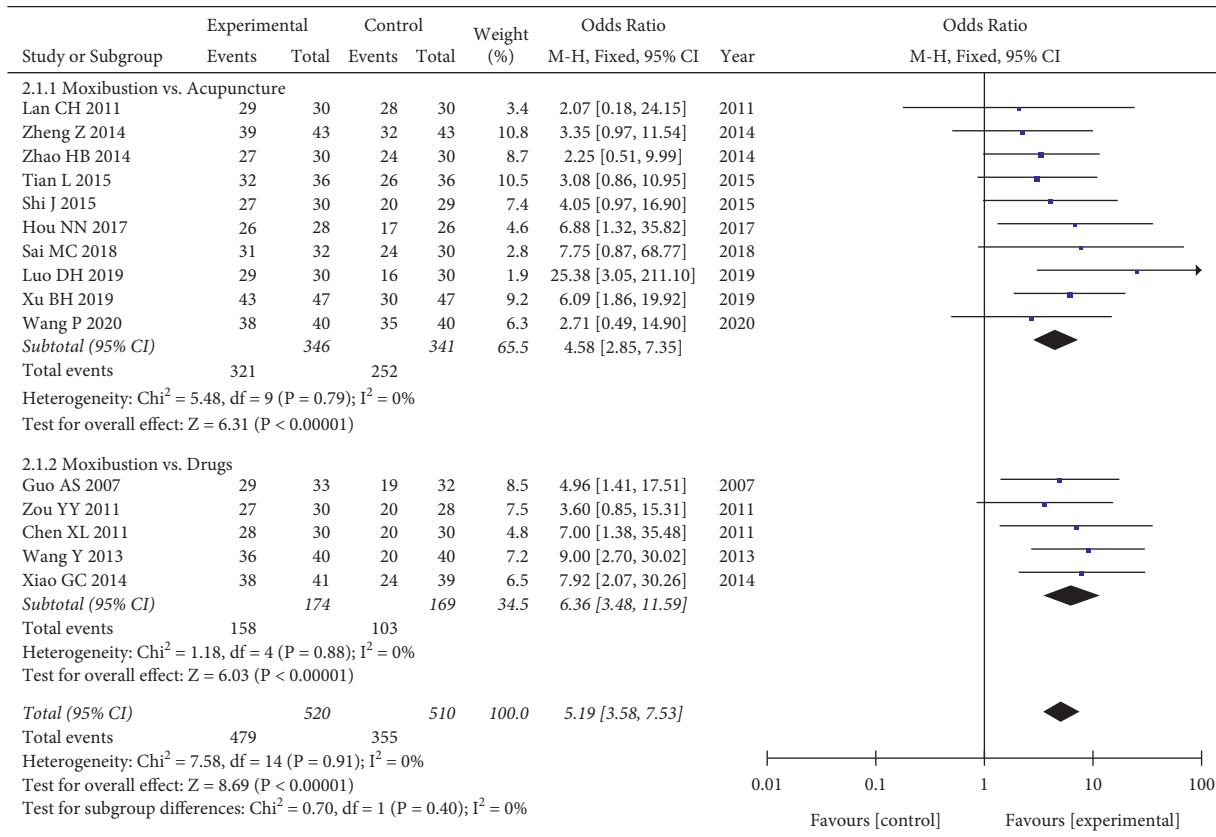 Experimental Control Odds Ratio Odds Ratio
Study or Subgroup Events Total Events Total Weight (%) M-H, Fixed, 95% CI Year M-H, Fixed, 95% CI
2.1.1 Moxibustion vs. Acupuncture
Lan CH 2011 29 30 28 30 3.4 2.07 [0.18, 24.15] 2011
Zheng Z 2014 39 43 32 43 10.8 3.35 [0.97, 11.54] 2014
Zhao HB 2014 27 30 24 30 8.7 2.25 [0.51, 9.99] 2014
Tian L 2015 32 36 26 36 10.5 3.08 [0.86, 10.95] 2015
Shi J 2015 27 30 20 29 7.4 4.05 [0.97, 16.90] 2015
Hou NN 2017 26 28 17 26 4.6 6.88 [1.32, 35.82] 2017
Sai MC 2018 31 32 24 30 2.8 7.75 [0.87, 68.77] 2018
Luo DH 2019 29 30 16 30 1.9 25.38 [3.05, 211.10] 2019
Xu BH 2019 43 47 30 47 9.2 6.09 [1.86, 19.92] 2019
Wang P 2020 38 40 35 40 6.3 2.71 [0.49, 14.90] 2020
Subtotal (95% CI) 346 341 65.5 4.58 [2.85, 7.35]
Total events 321 252
Heterogeneity: Chi² = 5.48, df = 9 (P = 0.79); I² = 0%
Test for overall effect: Z = 6.31 (P < 0.00001)
2.1.2 Moxibustion vs. Drugs
Guo AS 2007 29 33 19 32 8.5 4.96 [1.41, 17.51] 2007
Zou YY 2011 27 30 20 28 7.5 3.60 [0.85, 15.31] 2011
Chen XL 2011 28 30 20 30 4.8 7.00 [1.38, 35.48] 2011
Wang Y 2013 36 40 20 40 7.2 9.00 [2.70, 30.02] 2013
Xiao GC 2014 38 41 24 39 6.5 7.92 [2.07, 30.26] 2014
Subtotal (95% CI) 174 169 34.5 6.36 [3.48, 11.59]
Total events 158 103
Heterogeneity: Chi² = 1.18, df = 4 (P = 0.88); I² = 0%
Test for overall effect: Z = 6.03 (P < 0.00001)
Total (95% CI) 520 510 100.0 5.19 [3.58, 7.53]
Total events 479 355
Heterogeneity: Chi² = 7.58, df = 14 (P = 0.91); I² = 0%
Test for overall effect: Z = 8.69 (P < 0.00001)
Test for subgroup differences: Chi² = 0.70, df = 1 (P = 0.40); I² = 0%
0.01 0.1 1 10 100
Favours [control] Favours [experimental]